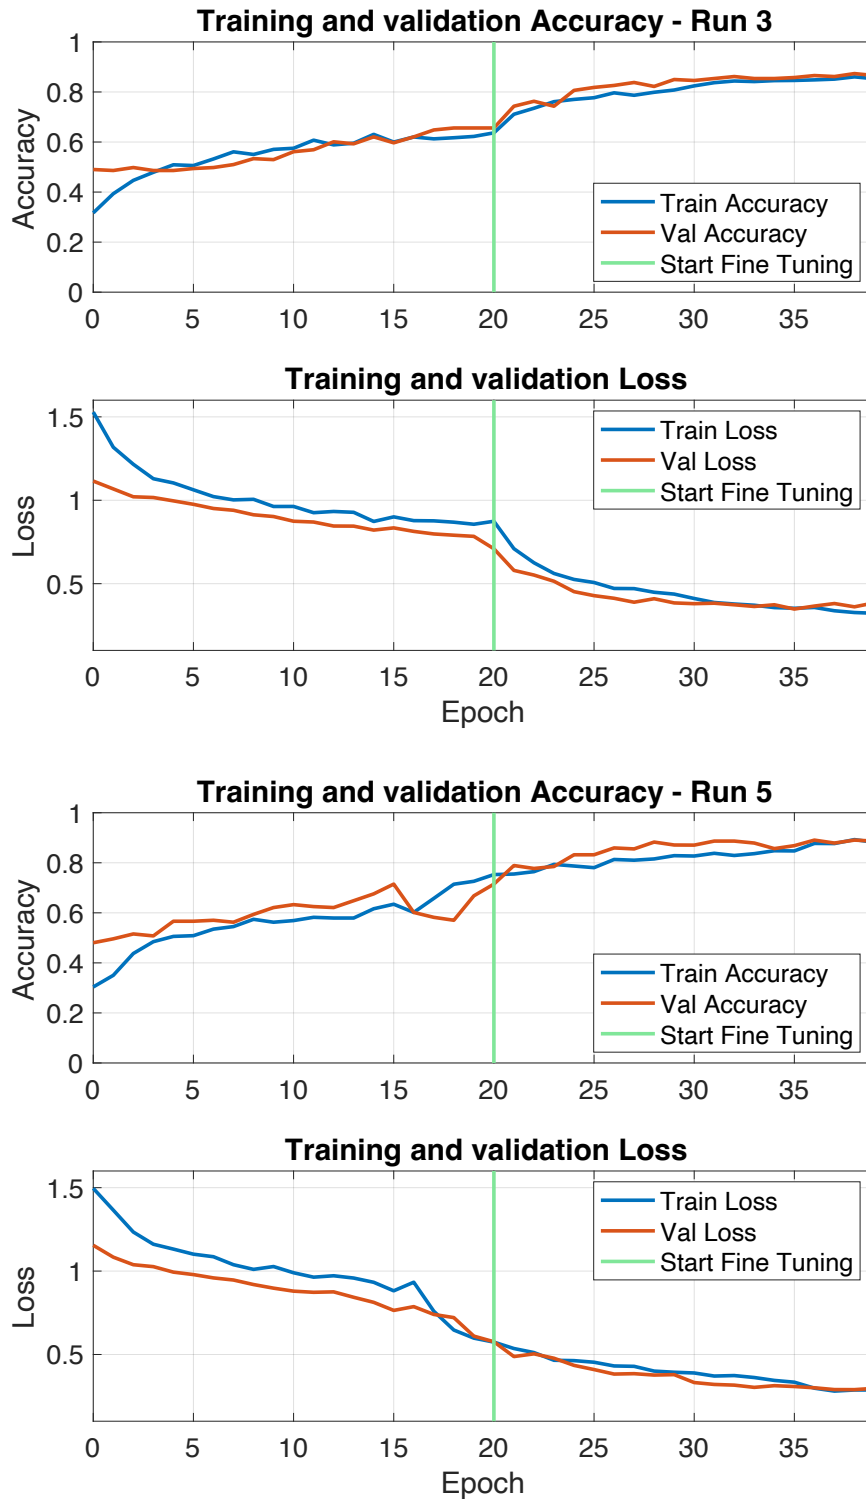 Training and validation Accuracy - Run 3
1
0.8
0.6
0.4
0.2
0
Accuracy
Train Accuracy
Val Accuracy
Start Fine Tuning
0 5 10 15 20 25 30 35
Training and validation Loss
1.5
1
0.5
Loss
Train Loss
Val Loss
Start Fine Tuning
0 5 10 15 20 25 30 35
Epoch
Training and validation Accuracy - Run 5
1
0.8
0.6
0.4
0.2
0
Accuracy
Train Accuracy
Val Accuracy
Start Fine Tuning
0 5 10 15 20 25 30 35
Training and validation Loss
1.5
1
0.5
Loss
Train Loss
Val Loss
Start Fine Tuning
0 5 10 15 20 25 30 35
Epoch